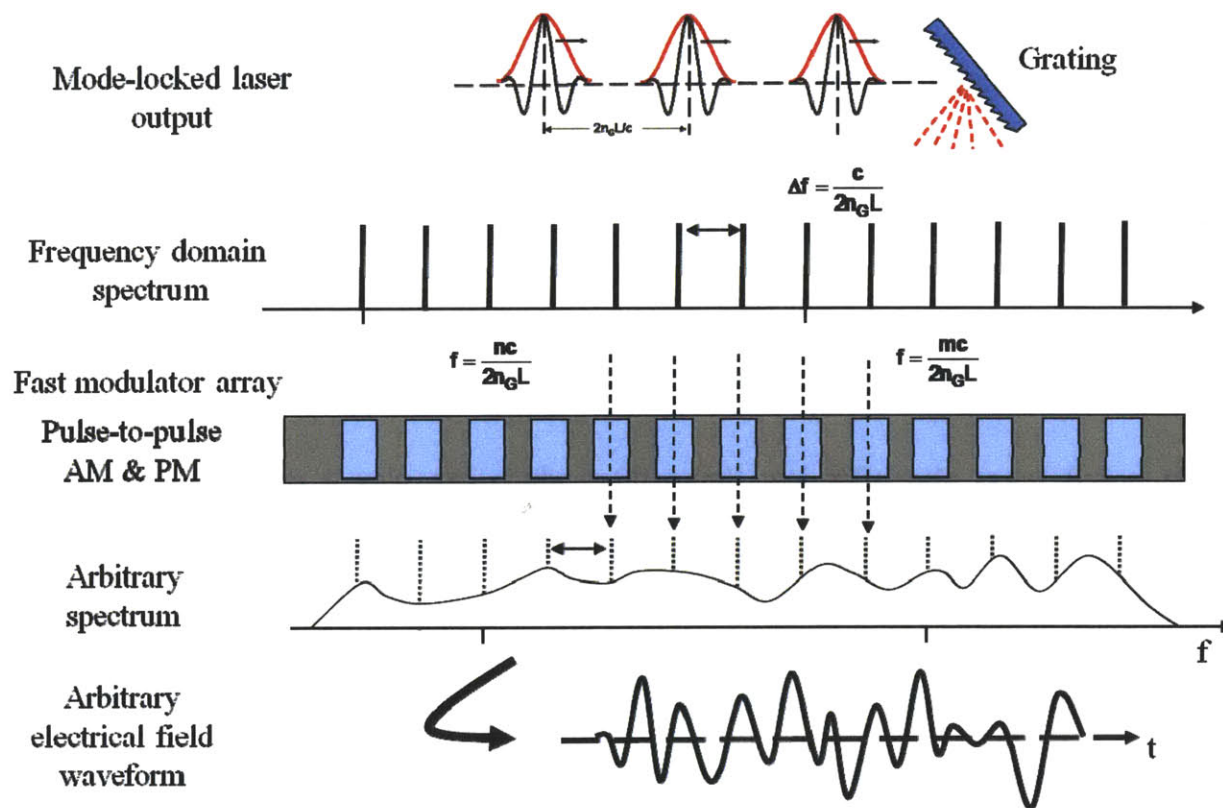 Mode-locked laser
output
2n_GL/c
Grating
Δf = c / 2n_GL
Frequency domain
spectrum
f = nc / 2n_GL
f = mc / 2n_GL
Fast modulator array
Pulse-to-pulse
AM & PM
Arbitrary
spectrum
f
Arbitrary
electrical field
waveform
t